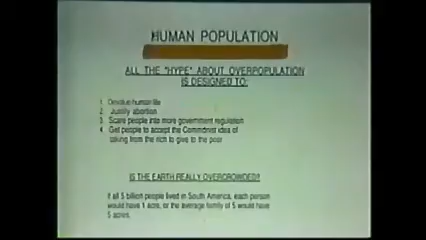 HUMAN POPULATION
ALL THE "HYPE" ABOUT OVERPOPULATION
IS DESIGNED TO:
1. Devalue human life
2. Justify abortion
3. Scare people into more government regulation
4. Get people to accept the Communist idea of
taking from the rich to give to the poor
IS THE EARTH REALLY OVERCROWDED?
If all 5 billion people lived in South America, each person
would have 1 acre, or the average family of 5 would have
5 acres.